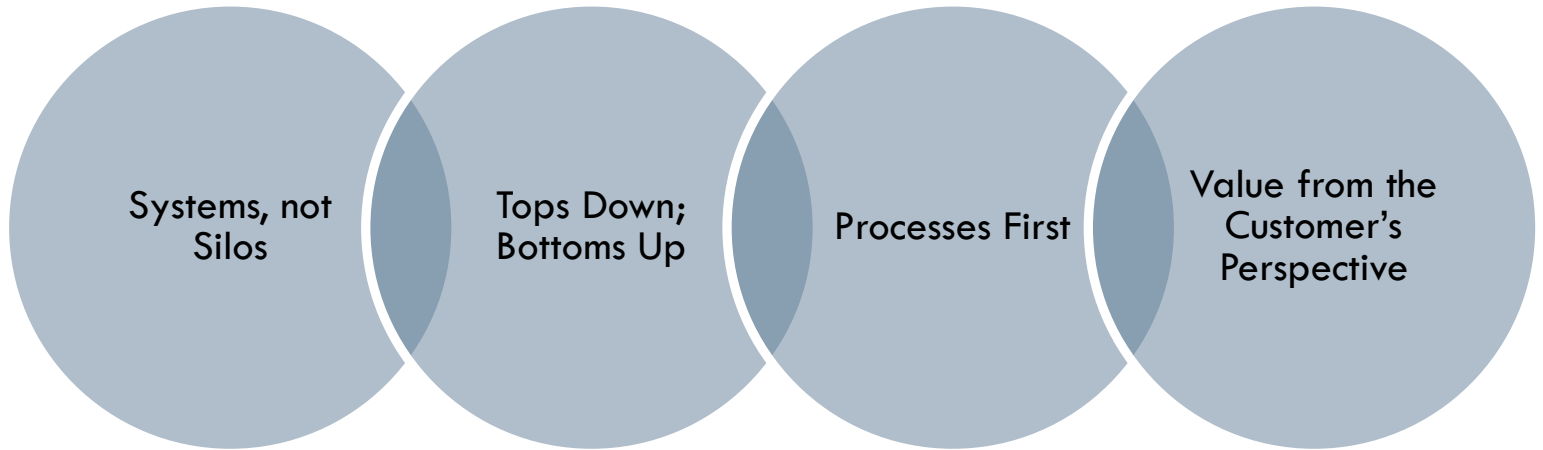 Systems, not
Silos
Tops Down;
Bottoms Up
Processes First
Value from the
Customer’s
Perspective